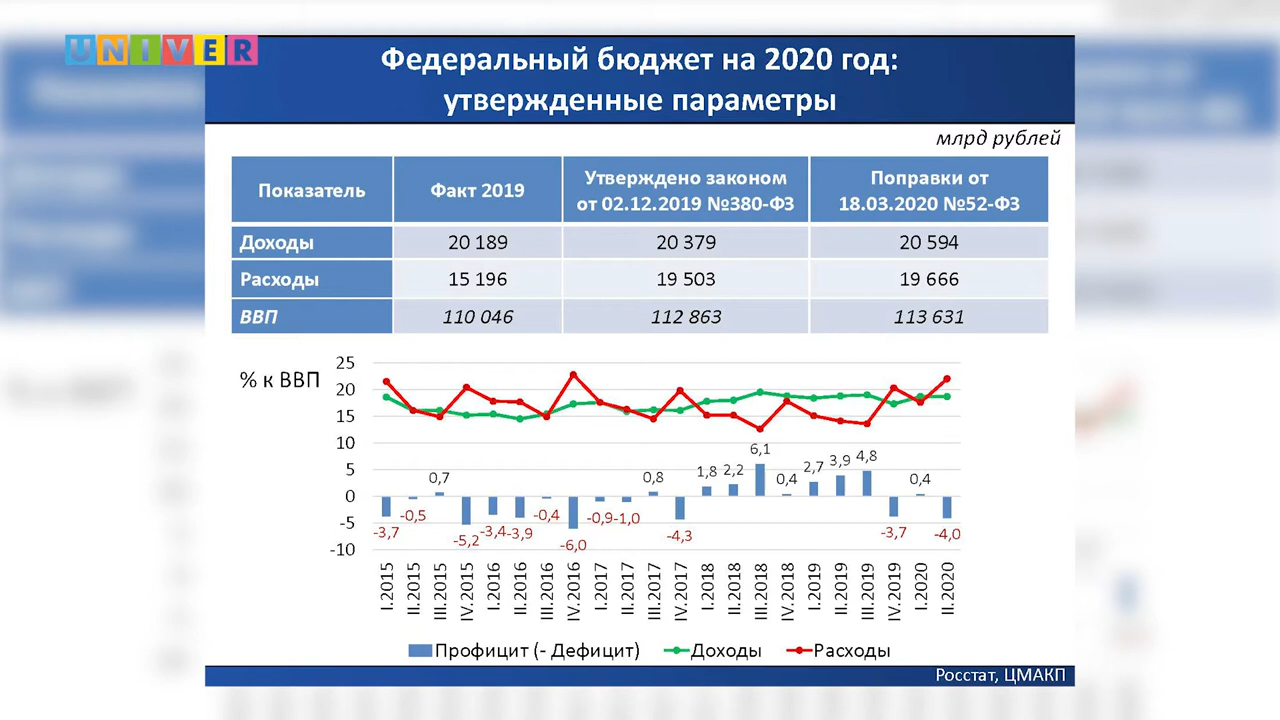 UNIVER
Федеральный бюджет на 2020 год:
утвержденные параметры
млрд рублей
Показатель Факт 2019 Утверждено законом от 02.12.2019 №380-ФЗ Поправки от 18.03.2020 №52-ФЗ
Доходы 20 189 20 379 20 594
Расходы 15 196 19 503 19 666
ВВП 110 046 112 863 113 631
% к ВВП
25
20
15
10
5
0
-5
-10
-3,7 -0,5 0,7 -5,2 -3,4 -3,9 -0,4 -6,0 -0,9 -1,0 0,8 -4,3 1,8 2,2 6,1 0,4 2,7 3,9 4,8 -3,7 0,4 -4,0
I.2015 II.2015 III.2015 IV.2015 I.2016 II.2016 III.2016 IV.2016 I.2017 II.2017 III.2017 IV.2017 I.2018 II.2018 III.2018 IV.2018 I.2019 II.2019 III.2019 IV.2019 I.2020 II.2020
Профицит (- Дефицит) Доходы Расходы
Росстат, ЦМАКП